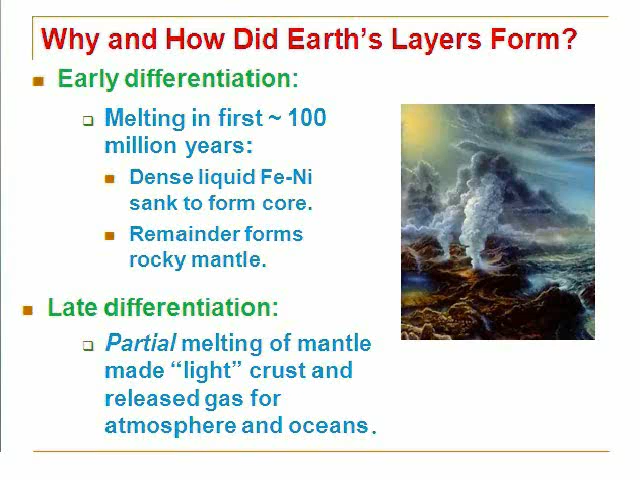 Why and How Did Earth's Layers Form?
Early differentiation:
Melting in first ~ 100
million years:
Dense liquid Fe-Ni
sank to form core.
Remainder forms
rocky mantle.
Late differentiation:
Partial melting of mantle
made “light” crust and
released gas for
atmosphere and oceans.